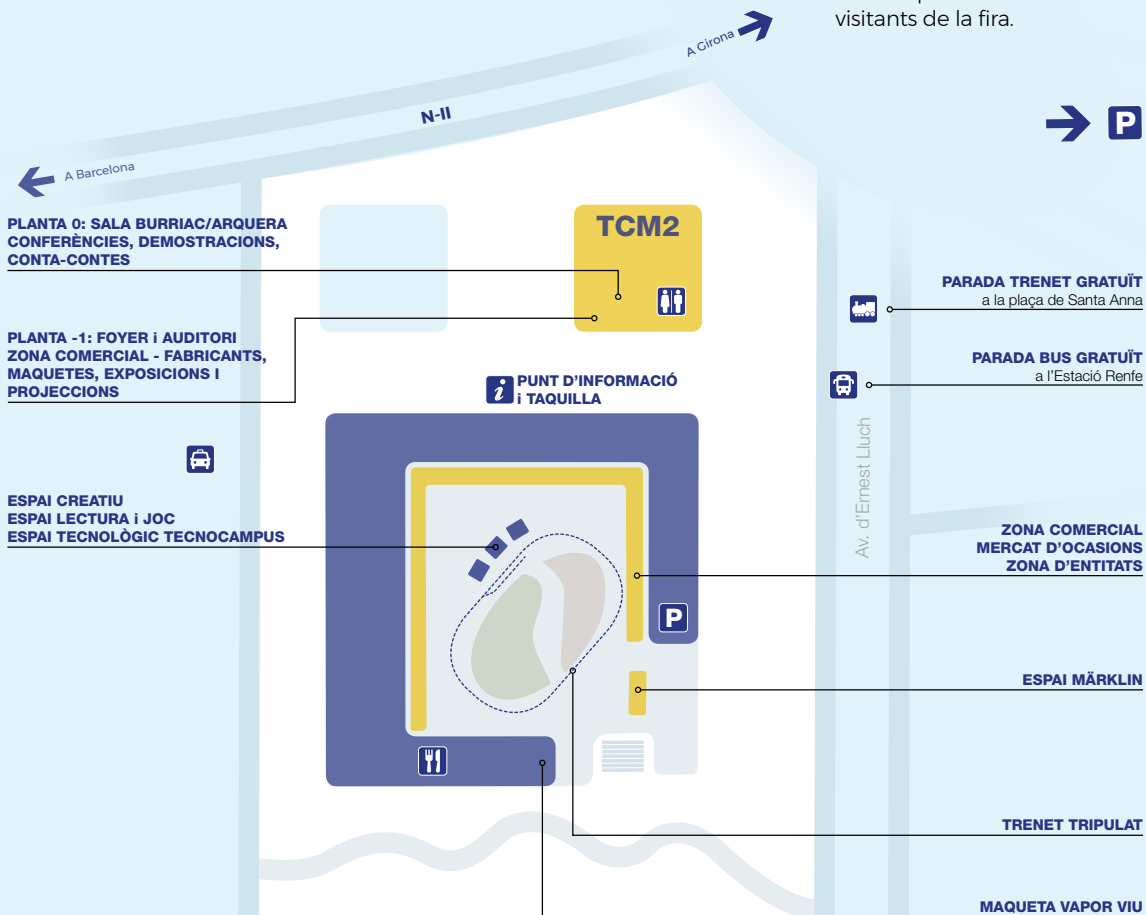 visitants de la fira.
A Girona
N-II
P
A Barcelona
PLANTA 0: SALA BURRIAC/ARQUERA
CONFERÈNCIES, DEMOSTRACIONS,
CONTA-CONTES
TCM2
PARADA TRENET GRATUÏT
a la plaça de Santa Anna
PLANTA -1: FOYER i AUDITORI
ZONA COMERCIAL - FABRICANTS,
MAQUETES, EXPOSICIONS I
PROJECCIONS
PARADA BUS GRATUÏT
a l'Estació Renfe
i PUNT D'INFORMACIÓ
i TAQUILLA
Av. d'Ernest Lluch
ESPAI CREATIU
ESPAI LECTURA i JOC
ESPAI TECNOLÒGIC TECNOCAMPUS
ZONA COMERCIAL
MERCAT D'OCASIONS
ZONA D'ENTITATS
P
ESPAI MÄRKLIN
TRENET TRIPULAT
MAQUETA VAPOR VIU